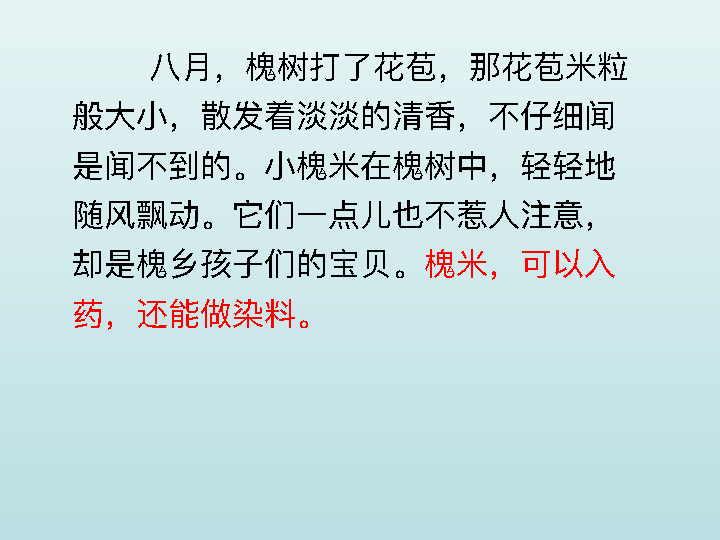 八月，槐树打了花苞，那花苞米粒
般大小，散发着淡淡的清香，不仔细闻
是闻不到的。小槐米在槐树中，轻轻地
随风飘动。它们一点儿也不惹人注意，
却是槐乡孩子们的宝贝。槐米，可以入
药，还能做染料。